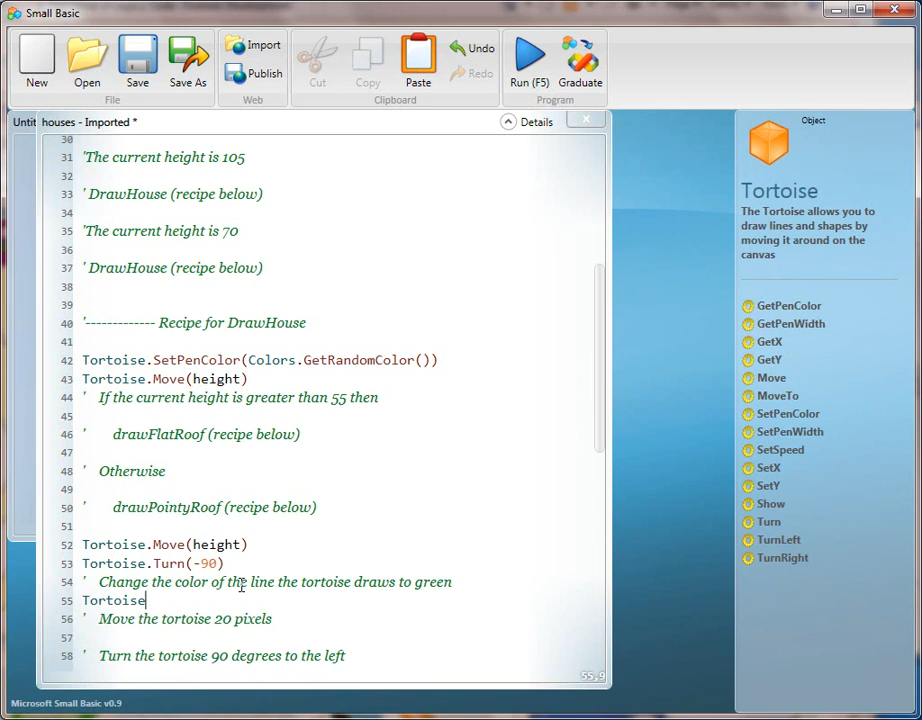 Small Basic
New
Open
Save
Save As
Import
Publish
Cut
Copy
Paste
Undo
Redo
Run (F5)
Graduate
File
Web
Clipboard
Program
Untit
houses - Imported *
Details
30
31 'The current height is 105
32
33 ' DrawHouse (recipe below)
34
35 'The current height is 70
36
37 ' DrawHouse (recipe below)
38
39
40 '------------- Recipe for DrawHouse
41
42 Tortoise.SetPenColor(Colors.GetRandomColor())
43 Tortoise.Move(height)
44 ' If the current height is greater than 55 then
45
46 ' drawFlatRoof (recipe below)
47
48 ' Otherwise
49
50 ' drawPointyRoof (recipe below)
51
52 Tortoise.Move(height)
53 Tortoise.Turn(-90)
54 ' Change the color of the line the tortoise draws to green
55 Tortoise
56 ' Move the tortoise 20 pixels
57
58 ' Turn the tortoise 90 degrees to the left
55,9
Object
Tortoise
The Tortoise allows you to
draw lines and shapes by
moving it around on the
canvas
GetPenColor
GetPenWidth
GetX
GetY
Move
MoveTo
SetPenColor
SetPenWidth
SetSpeed
SetX
SetY
Show
Turn
TurnLeft
TurnRight
Microsoft Small Basic v0.9